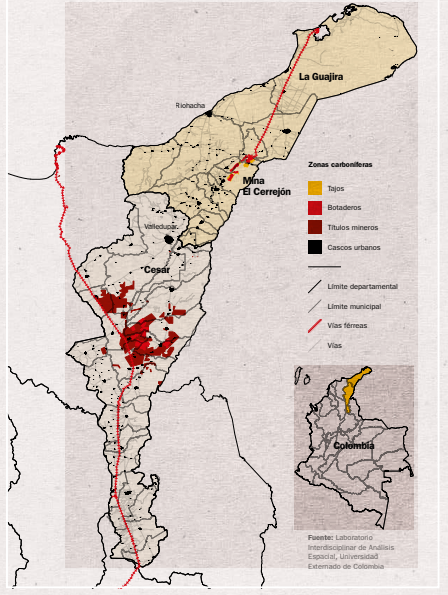 La Guajira
Riohacha
Mina
El Cerrejón
Valledupar
Cesar
Zonas carboníferas
Tajos
Botaderos
Títulos mineros
Cascos urbanos
Límite departamental
Límite municipal
Vías férreas
Vías
Colombia
Fuente: Laboratorio
Interdisciplinar de Análisis
Espacial, Universidad
Externado de Colombia